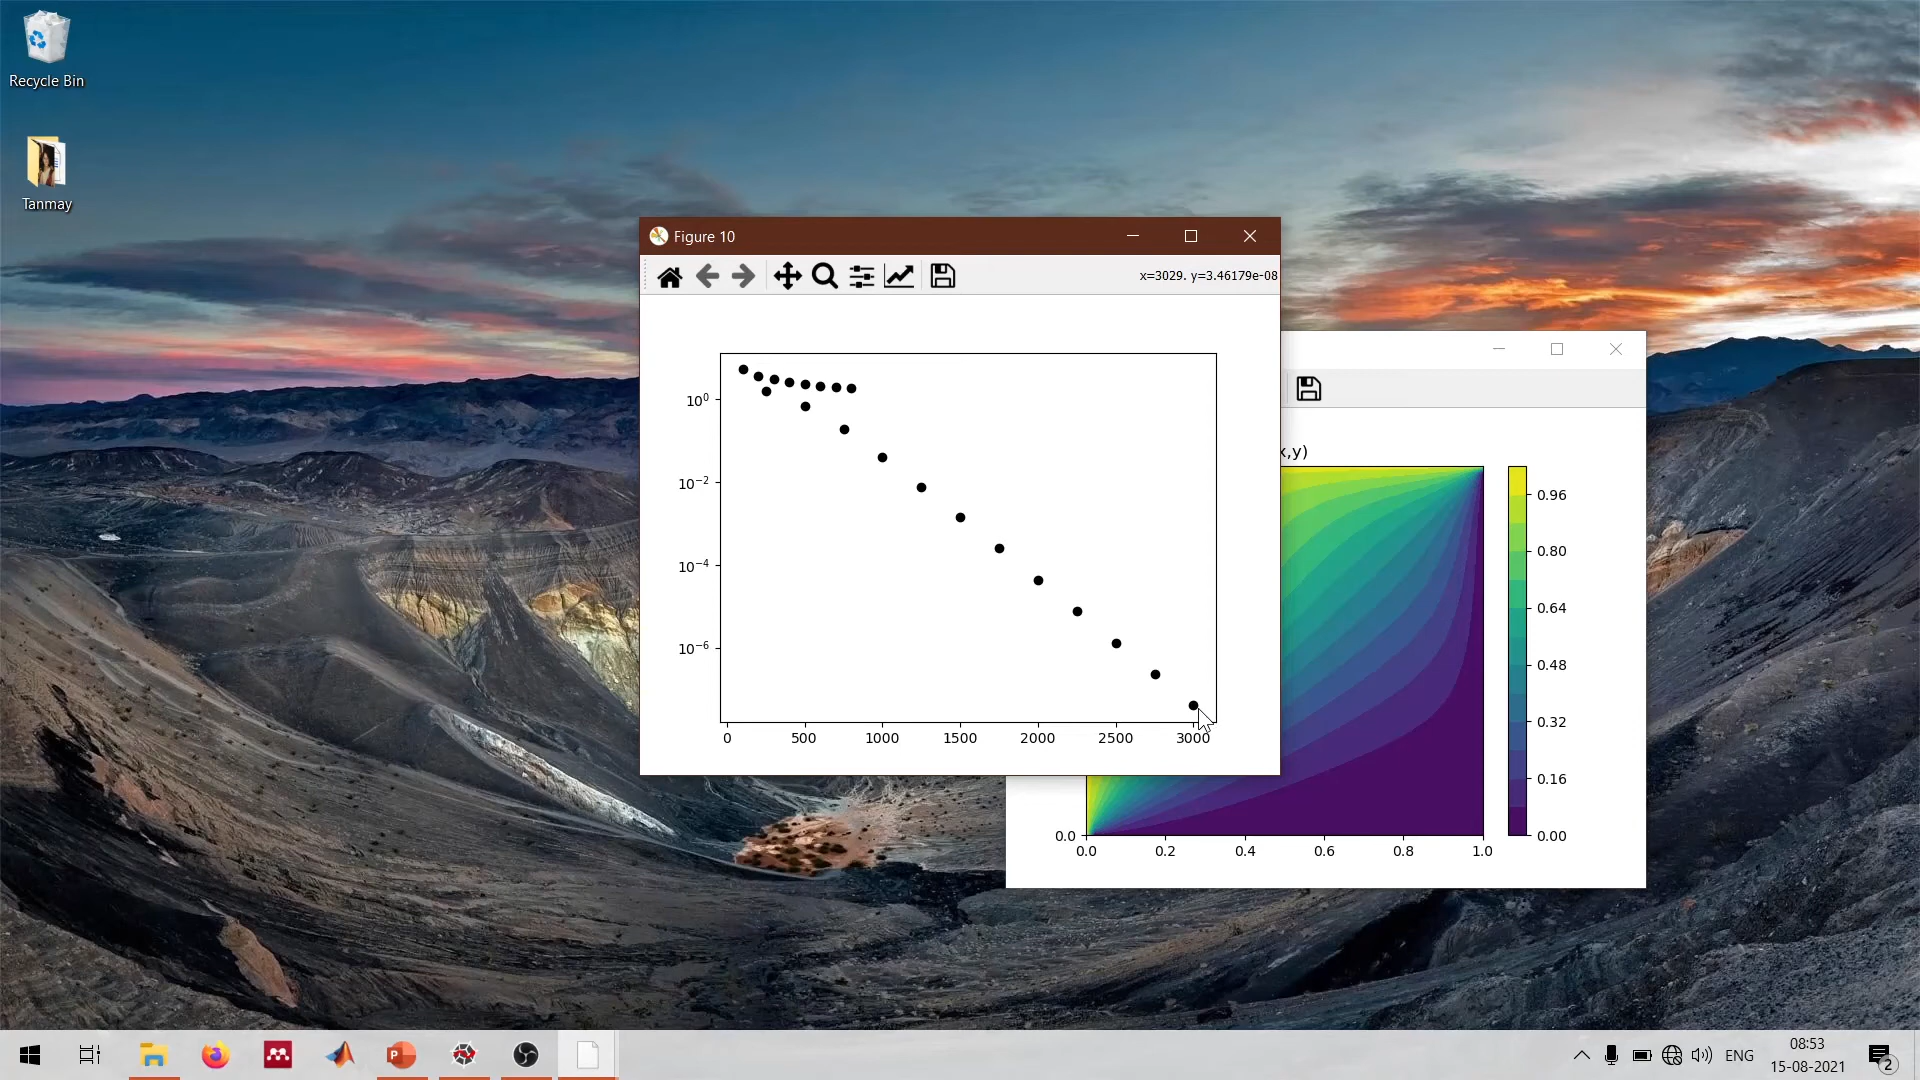 Recycle Bin
Tanmay
Figure 10
x=3029. y=3.46179e-08
10⁰
10⁻²
10⁻⁴
10⁻⁶
0 500 1000 1500 2000 2500 3000
x,y)
0.96
0.80
0.64
0.48
0.32
0.16
0.00
0.0
0.0 0.2 0.4 0.6 0.8 1.0
P
ENG
08:53
15-08-2021
2